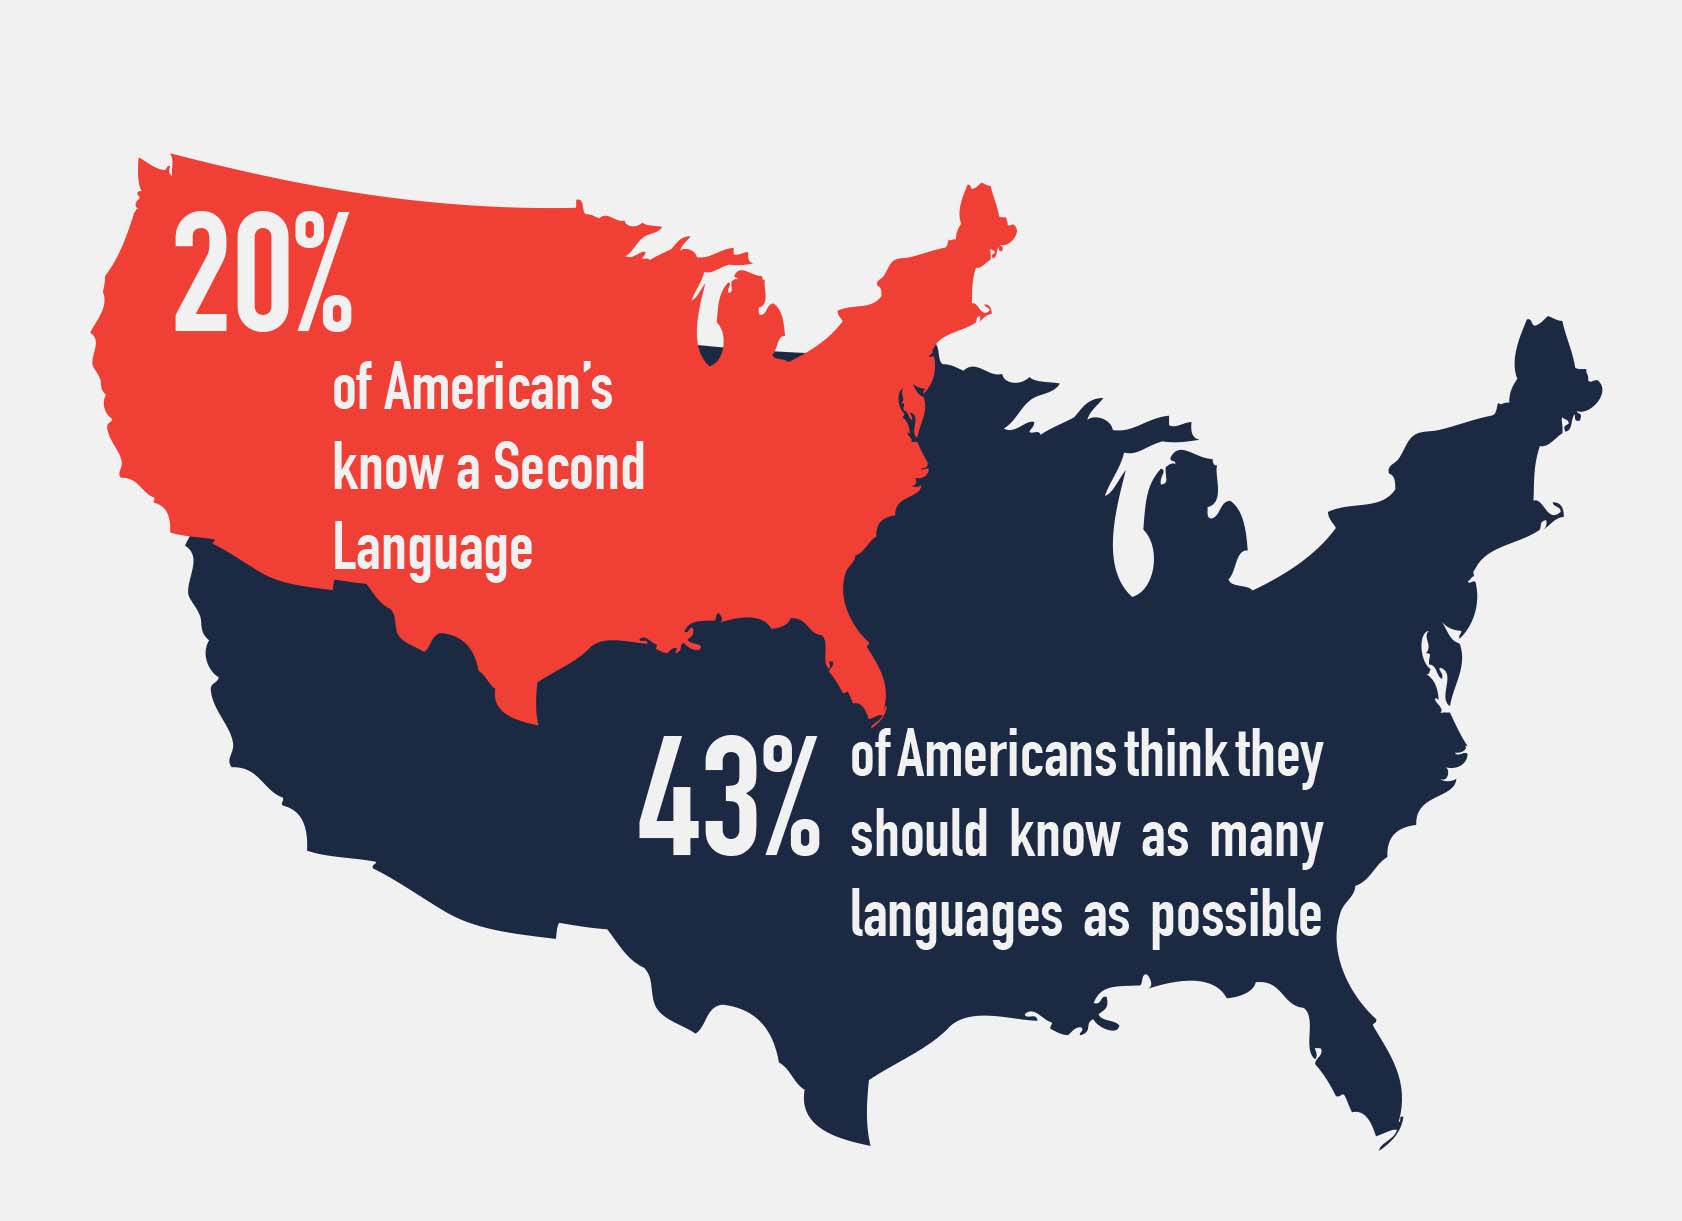 20%
of American’s
know a Second
Language
43%
of Americans think they
should know as many
languages as possible